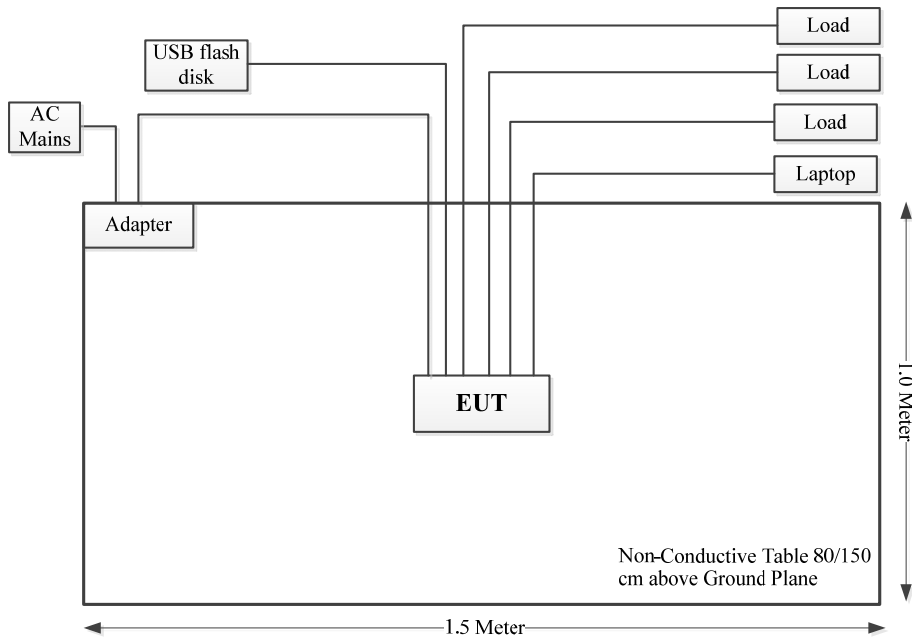 Load
USB flash
disk
Load
AC
Mains
Load
Laptop
Adapter
EUT
1.0 Meter
Non-Conductive Table 80/150
cm above Ground Plane
1.5 Meter